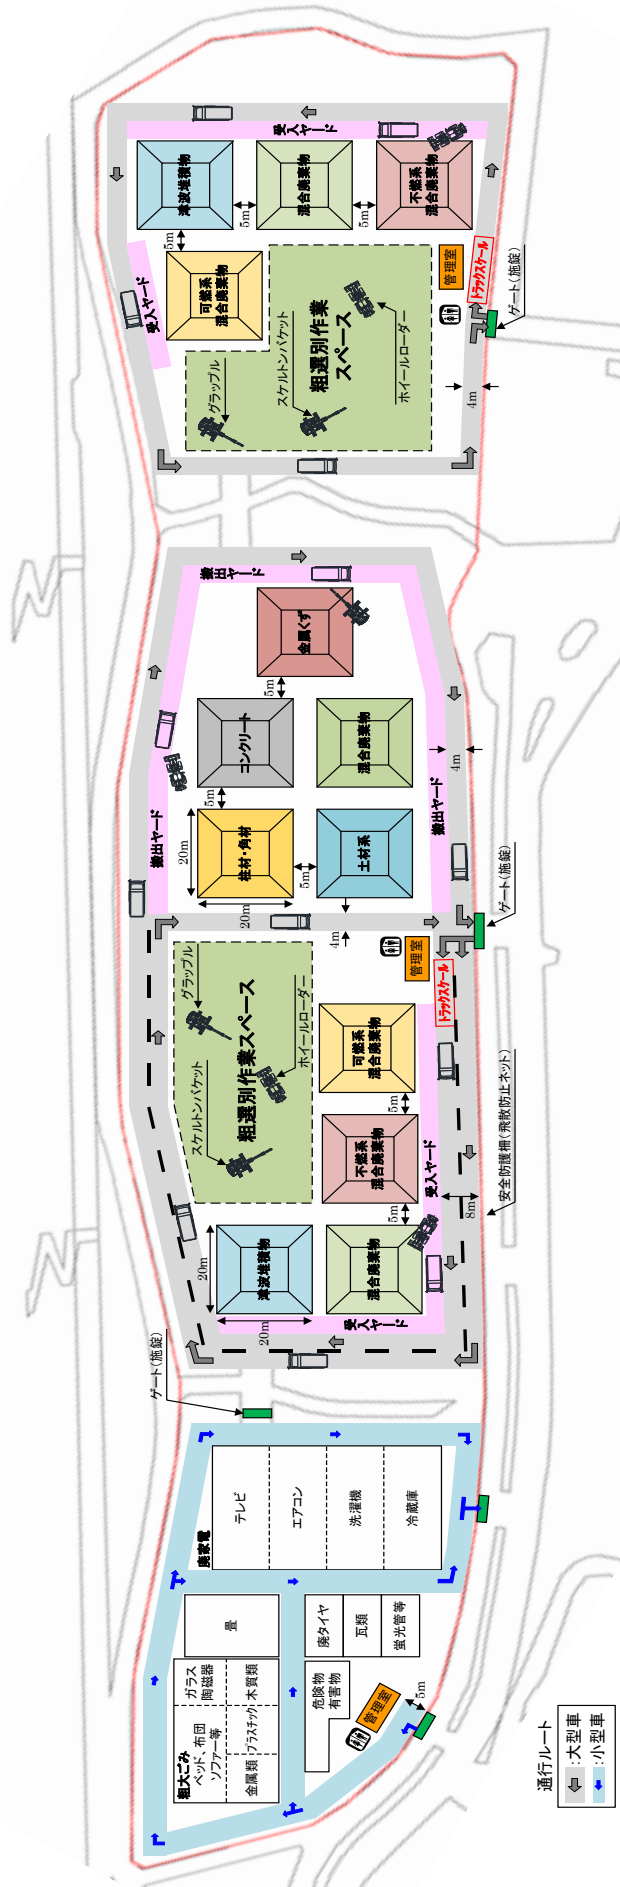 受入ヤード
津波堆積物
混合廃棄物
不燃系
混合廃棄物
5m
5m
5m
受入ヤード
可燃系
混合廃棄物
管理室
トラックスケール
ゲート(施錠)
グラップル
スケルトンバケット
粗選別作業
スペース
ホイールローダー
4m
搬出ヤード
金属くず
5m
コンクリート
混合廃棄物
搬出ヤード
5m
4m
搬出ヤード
20m
柱材・角材
土材系
5m
20m
4m
ゲート(施錠)
管理室
トラックスケール
グラップル
粗選別作業スペース
スケルトンバケット
ホイールローダー
可燃系
混合廃棄物
5m
不燃系
混合廃棄物
受入ヤード
5m
8m
安全防護柵(飛散防止ネット)
20m
津波堆積物
混合廃棄物
20m
受入ヤード
ゲート(施錠)
廃家電
テレビ
エアコン
洗濯機
冷蔵庫
畳
廃タイヤ
瓦類
蛍光管等
ガラス
陶磁器
木質類
粗大ごみ
ベッド、布団
ソファー等
プラスチック
金属類
危険物
有害物
管理室
5m
通行ルート
:大型車
:小型車